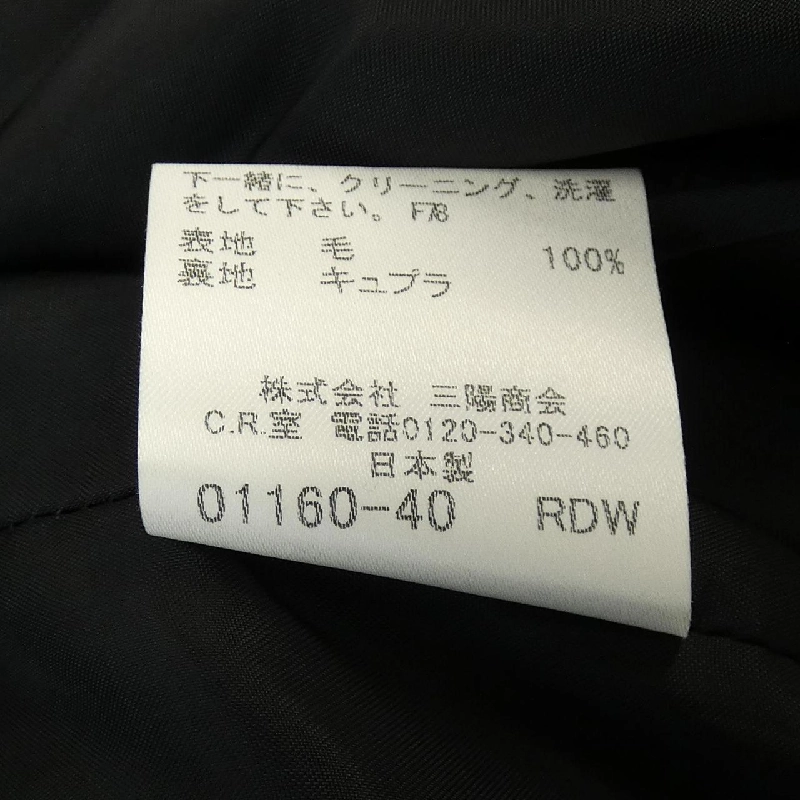 下一緒に、クリーニング、洗濯
をして下さい。 F/8
表地 毛 100%
裏地 キュプラ
株式会社 三陽商会
C.R.室 電話0120-340-460
日本製
01160-40 RDW